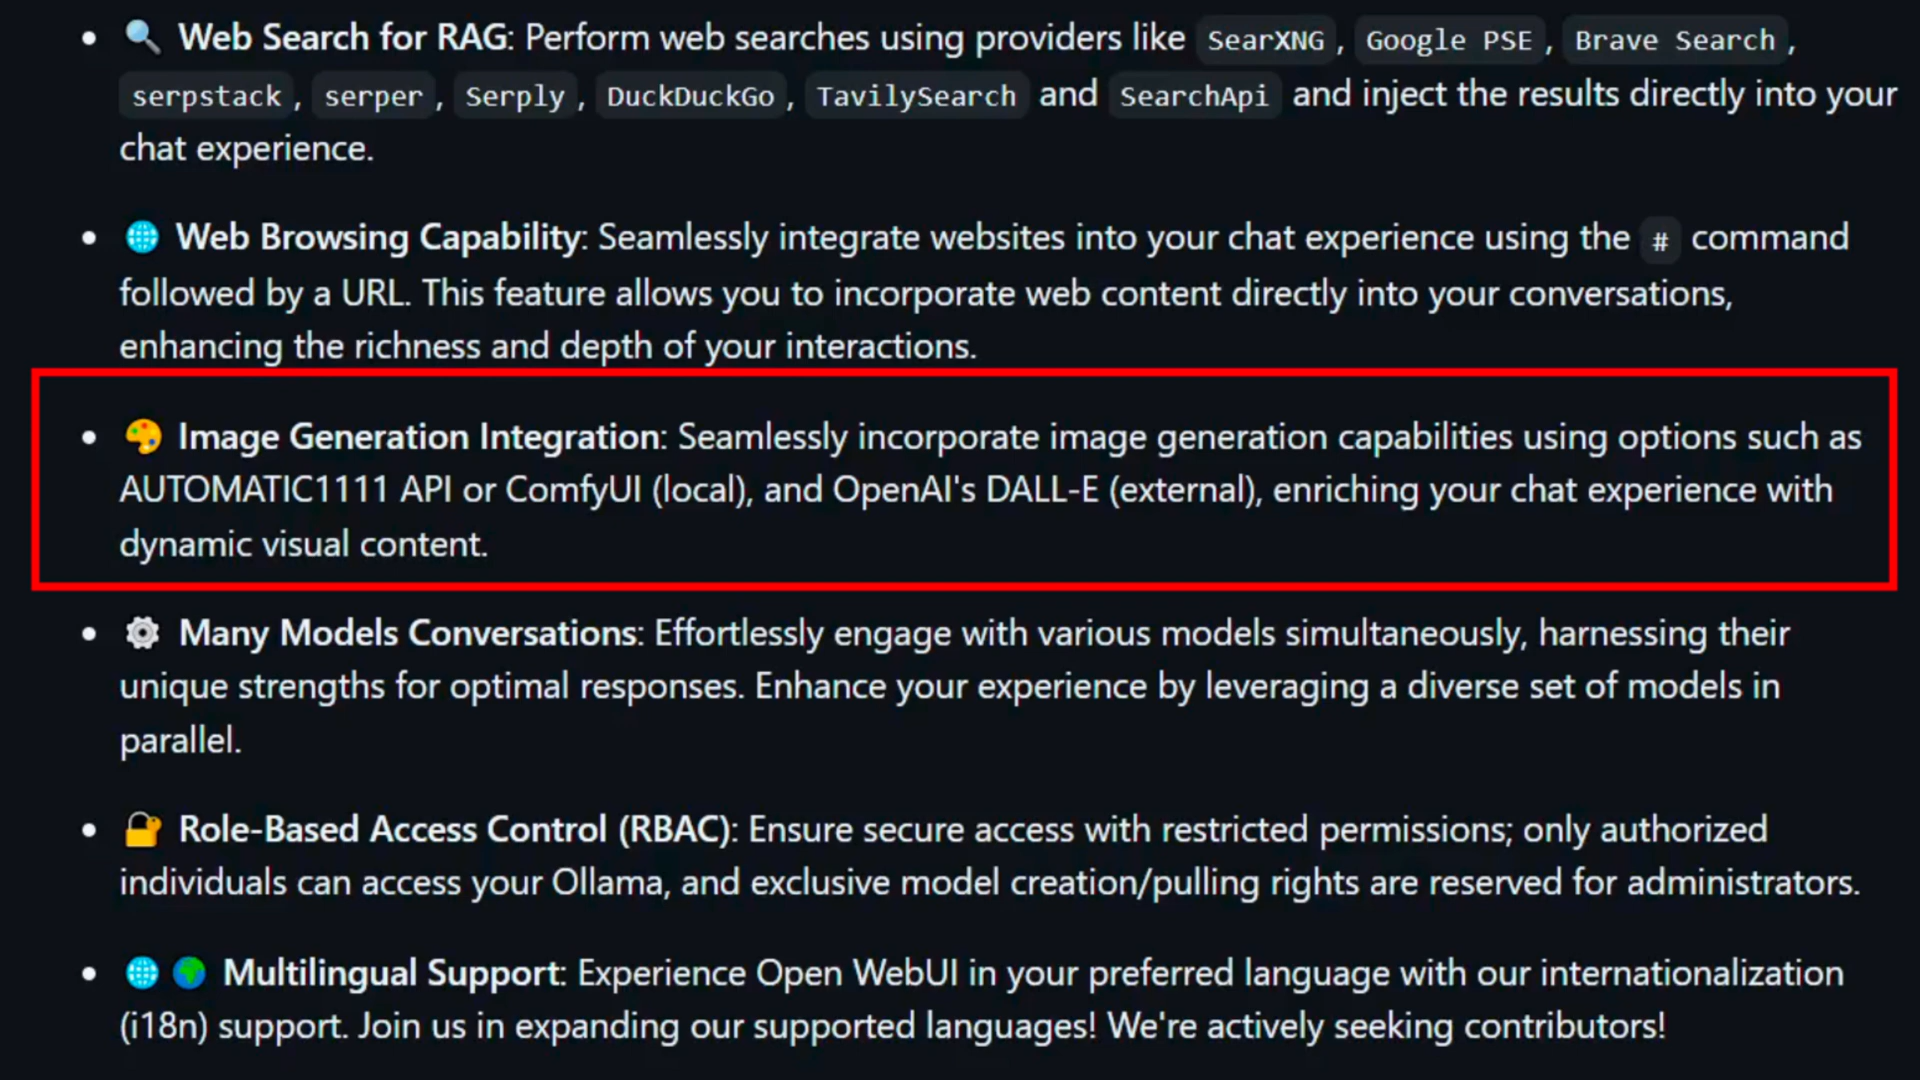 • 🔍 Web Search for RAG: Perform web searches using providers like SearXNG, Google PSE, Brave Search,
serpstack, serper, Serply, DuckDuckGo, TavilySearch and SearchApi and inject the results directly into your
chat experience.
• 🌐 Web Browsing Capability: Seamlessly integrate websites into your chat experience using the # command
followed by a URL. This feature allows you to incorporate web content directly into your conversations,
enhancing the richness and depth of your interactions.
• 🎨 Image Generation Integration: Seamlessly incorporate image generation capabilities using options such as
AUTOMATIC1111 API or ComfyUI (local), and OpenAI's DALL-E (external), enriching your chat experience with
dynamic visual content.
• ⚙️ Many Models Conversations: Effortlessly engage with various models simultaneously, harnessing their
unique strengths for optimal responses. Enhance your experience by leveraging a diverse set of models in
parallel.
• 🔐 Role-Based Access Control (RBAC): Ensure secure access with restricted permissions; only authorized
individuals can access your Ollama, and exclusive model creation/pulling rights are reserved for administrators.
• 🌐🌍 Multilingual Support: Experience Open WebUI in your preferred language with our internationalization
(i18n) support. Join us in expanding our supported languages! We're actively seeking contributors!